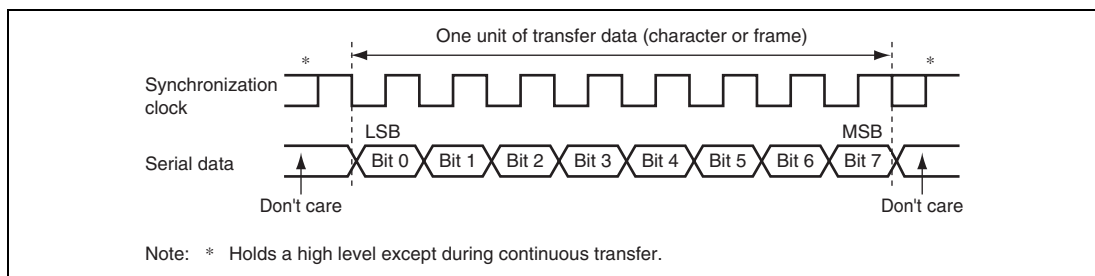 One unit of transfer data (character or frame)
* *
Synchronization
clock
LSB MSB
Serial data Bit 0 Bit 1 Bit 2 Bit 3 Bit 4 Bit 5 Bit 6 Bit 7
Don't care Don't care
Note: * Holds a high level except during continuous transfer.